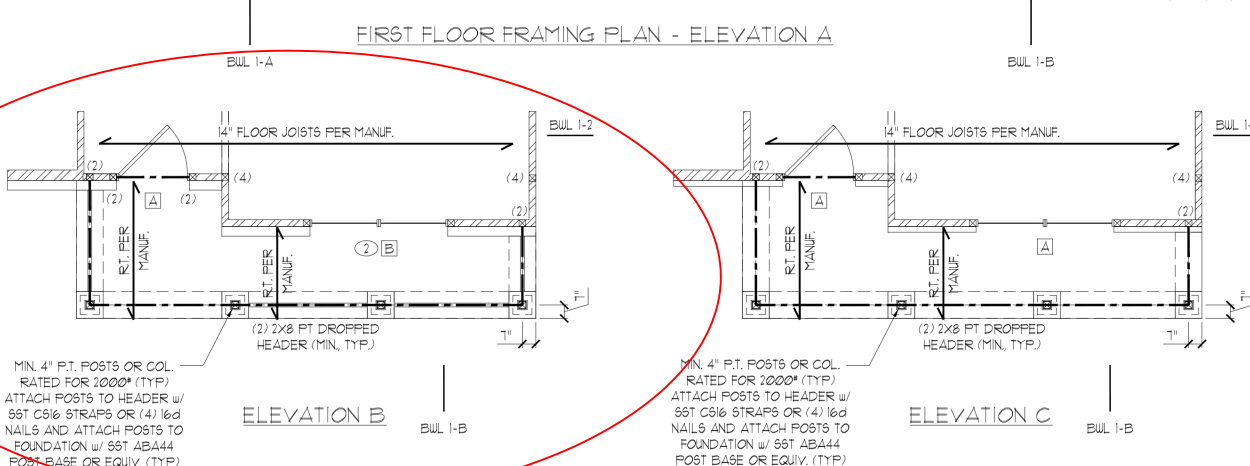 FIRST FLOOR FRAMING PLAN - ELEVATION A
BWL 1-A
BWL 1-B
14" FLOOR JOISTS PER MANUF.
BWL 1-2
(2)
(2)
(2)
(4)
(4)
(2)
A
R.T. PER
MANUF.
R.T. PER
MANUF.
2 B
7"
7"
(2) 2X8 PT DROPPED
HEADER (MIN., TYP.)
MIN. 4" P.T. POSTS OR COL.
RATED FOR 2000# (TYP)
ATTACH POSTS TO HEADER w/
SST CS16 STRAPS OR (4) 16d
NAILS AND ATTACH POSTS TO
FOUNDATION w/ SST ABA44
POST BASE OR EQUIV. (TYP)
ELEVATION B
BWL 1-B
14" FLOOR JOISTS PER MANUF.
BWL 1-
(2)
(4)
(4)
(2)
A
R.T. PER
MANUF.
R.T. PER
MANUF.
A
7"
7"
(2) 2X8 PT DROPPED
HEADER (MIN., TYP.)
MIN. 4" P.T. POSTS OR COL.
RATED FOR 2000# (TYP)
ATTACH POSTS TO HEADER w/
SST CS16 STRAPS OR (4) 16d
NAILS AND ATTACH POSTS TO
FOUNDATION w/ SST ABA44
POST BASE OR EQUIV. (TYP)
ELEVATION C
BWL 1-B